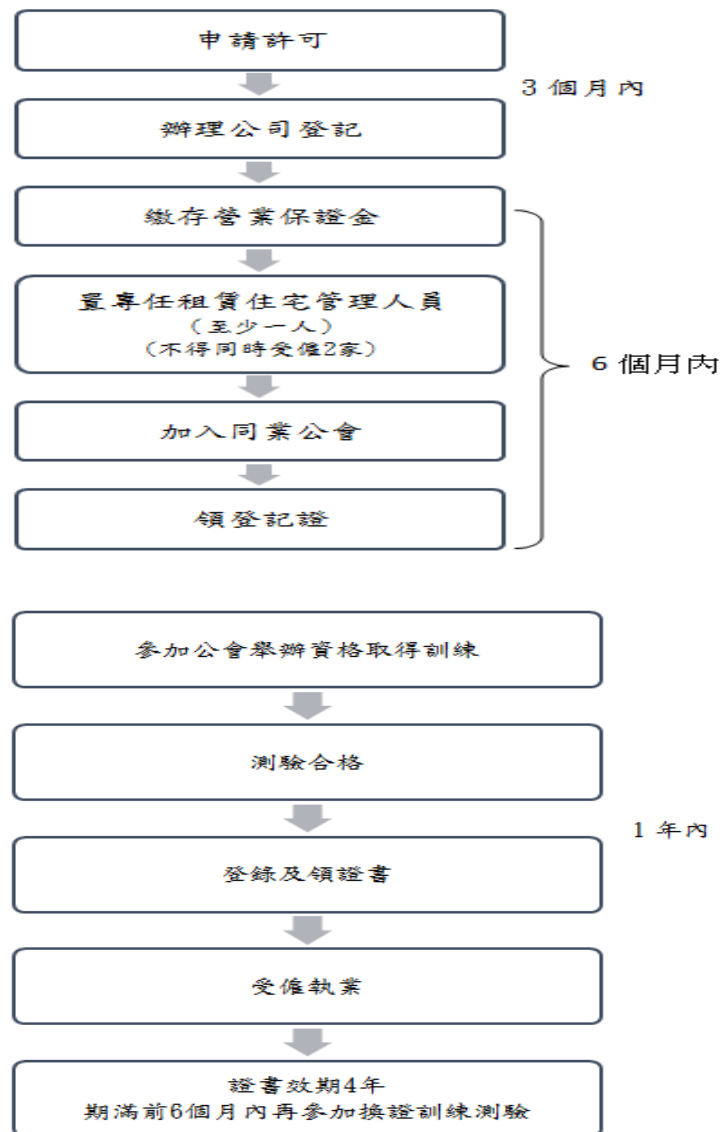 申請許可
3 個月內
辦理公司登記
繳存營業保證金
置專任租賃住宅管理人員
（至少一人）
（不得同時受僱2家）
6 個月內
加入同業公會
領登記證
參加公會舉辦資格取得訓練
測驗合格
1 年內
登錄及領證書
受僱執業
證書效期4年
期滿前6個月內再參加換證訓練測驗